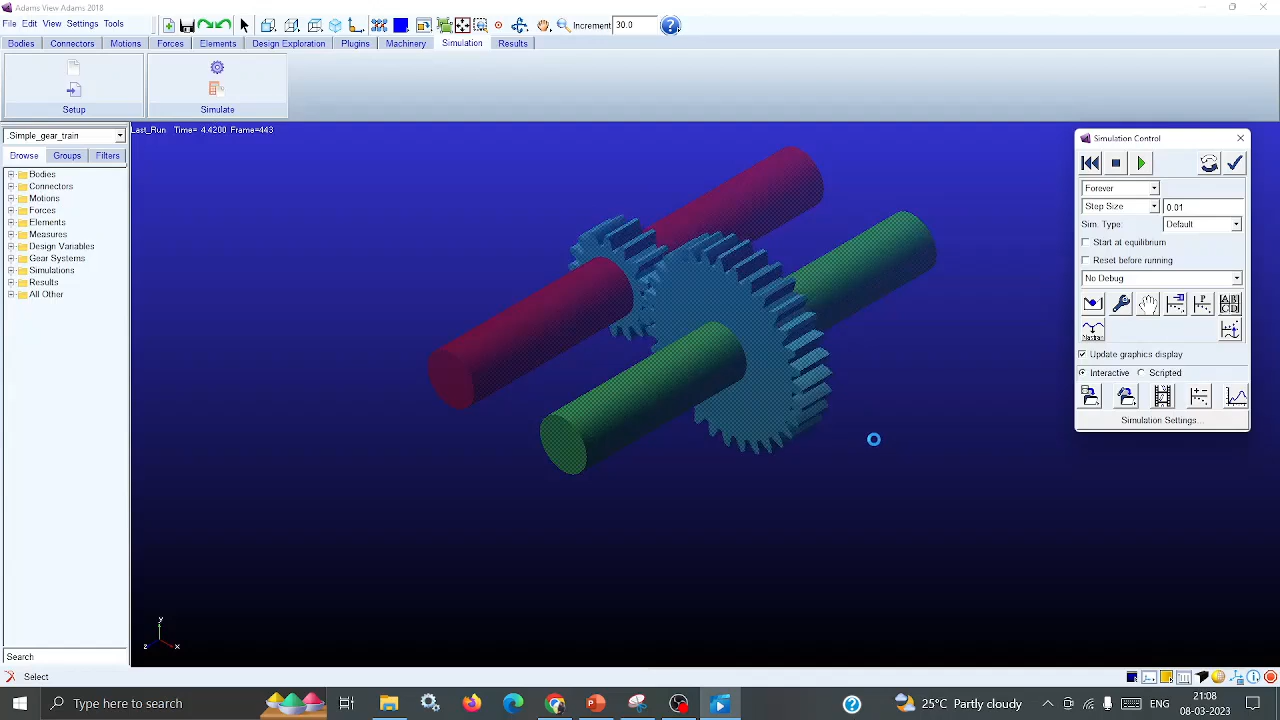 Adams View Adams 2018
File Edit View Settings Tools
Increment 30.0
Bodies Connectors Motions Forces Elements Design Exploration Plugins Machinery Simulation Results
Setup Simulate
.Simple_gear_train
Last_Run Time= 4.4200 Frame=443
Browse Groups Filters
Bodies
Connectors
Motions
Forces
Elements
Measures
Design Variables
Gear Systems
Simulations
Results
All Other
Search
Simulation Control
Forever
Step Size 0.01
Sim. Type: Default
Start at equilibrium
Reset before running
No Debug
Update graphics display
Interactive Scripted
Simulation Settings...
y
z x
Select
Type here to search
25°C Partly cloudy
ENG
21:08
08-03-2023